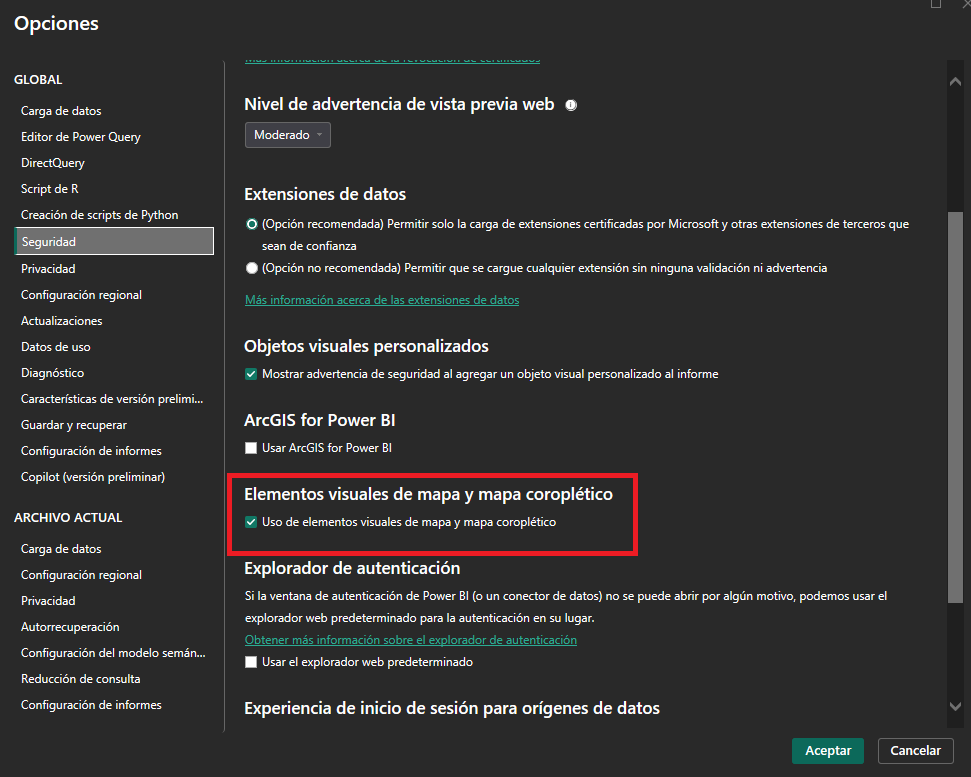 Opciones
GLOBAL
Carga de datos
Editor de Power Query
DirectQuery
Script de R
Creación de scripts de Python
Seguridad
Privacidad
Configuración regional
Actualizaciones
Datos de uso
Diagnóstico
Características de versión prelimi...
Guardar y recuperar
Configuración de informes
Copilot (versión preliminar)
ARCHIVO ACTUAL
Carga de datos
Configuración regional
Privacidad
Autorrecuperación
Configuración del modelo semán...
Reducción de consulta
Configuración de informes
Más información acerca de la revocación de certificados
Nivel de advertencia de vista previa web
Moderado
Extensiones de datos
(Opción recomendada) Permitir solo la carga de extensiones certificadas por Microsoft y otras extensiones de terceros que
sean de confianza
(Opción no recomendada) Permitir que se cargue cualquier extensión sin ninguna validación ni advertencia
Más información acerca de las extensiones de datos
Objetos visuales personalizados
Mostrar advertencia de seguridad al agregar un objeto visual personalizado al informe
ArcGIS for Power BI
Usar ArcGIS for Power BI
Elementos visuales de mapa y mapa coroplético
Uso de elementos visuales de mapa y mapa coroplético
Explorador de autenticación
Si la ventana de autenticación de Power BI (o un conector de datos) no se puede abrir por algún motivo, podemos usar el
explorador web predeterminado para la autenticación en su lugar.
Obtener más información sobre el explorador de autenticación
Usar el explorador web predeterminado
Experiencia de inicio de sesión para orígenes de datos
Aceptar
Cancelar